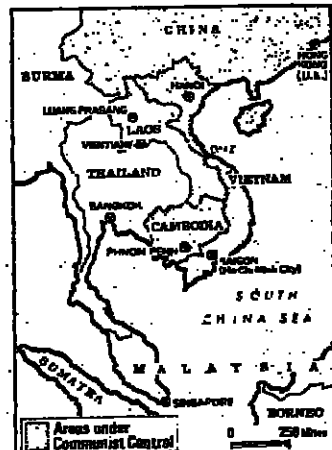 CHINA
BURMA
HANOI
HONG
KONG
LUANG PRABANG
LAOS
VIENTIANE
THAILAND
VIETNAM
BANGKOK
CAMBODIA
PHNOM PENH
SAIGON
(Ho Chi Minh City)
SOUTH
CHINA SEA
MALAYSIA
SUMATRA
SINGAPORE
BORNEO
Areas under
Communist Control
0 250 Miles